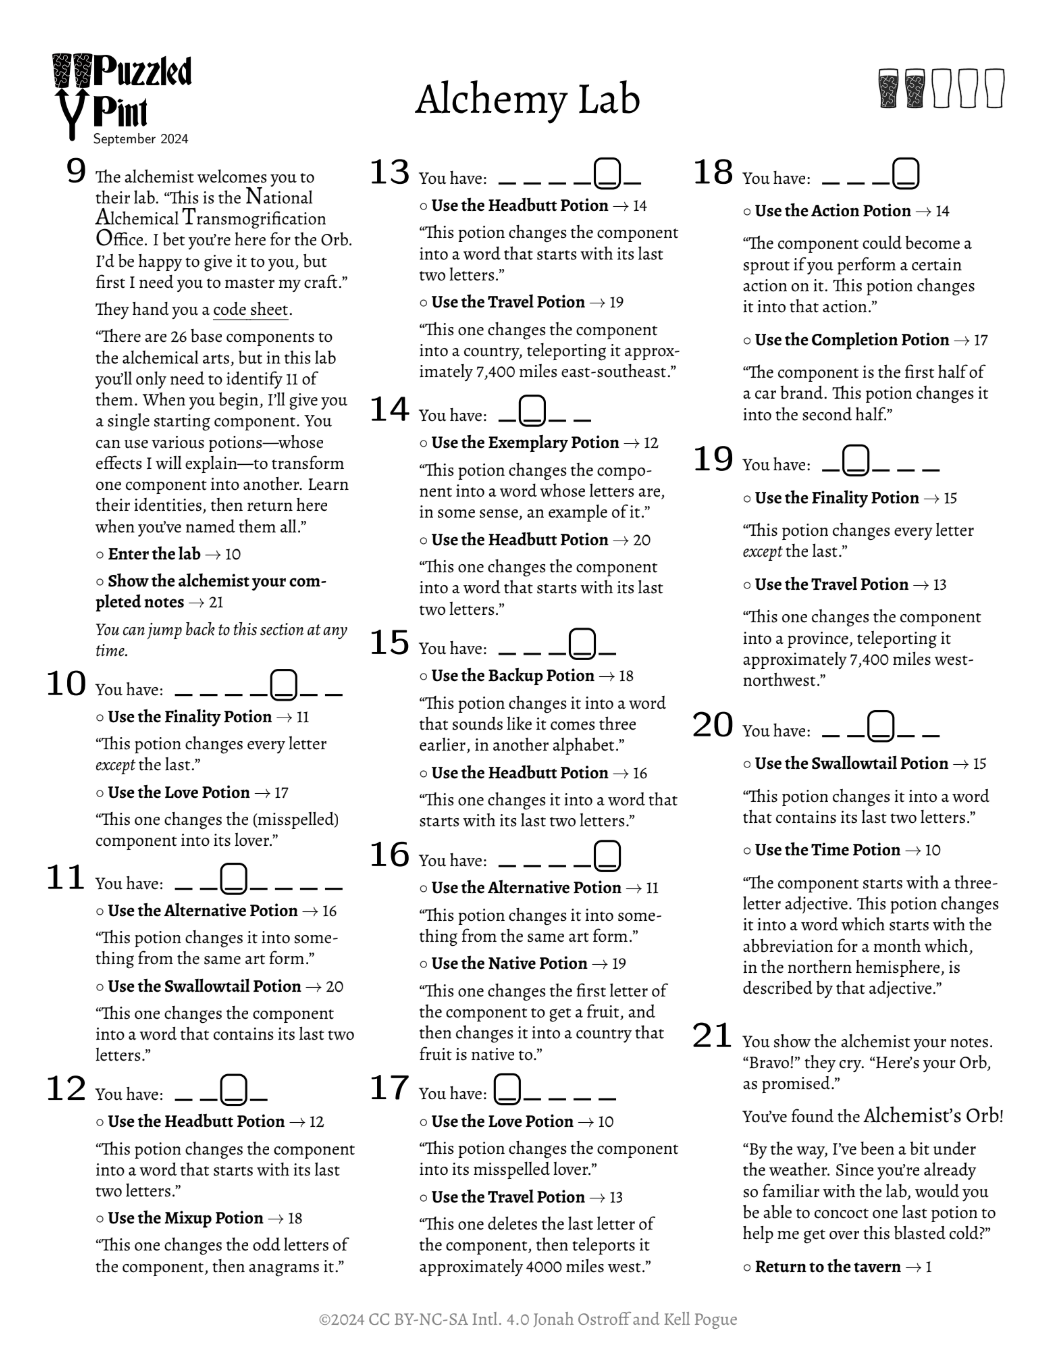 Puzzled
Pint
September 2024
Alchemy Lab
9 The alchemist welcomes you to
their lab. “This is the National
Alchemical Transmogrification
Office. I bet you’re here for the Orb.
I’d be happy to give it to you, but
first I need you to master my craft.”
They hand you a code sheet.
“There are 26 base components to
the alchemical arts, but in this lab
you’ll only need to identify 11 of
them. When you begin, I’ll give you
a single starting component. You
can use various potions—whose
effects I will explain—to transform
one component into another. Learn
their identities, then return here
when you’ve named them all.”
○ Enter the lab → 10
○ Show the alchemist your com-
pleted notes → 21
You can jump back to this section at any
time.
10 You have: _ _ _ _ _ _ _
○ Use the Finality Potion → 11
“This potion changes every letter
except the last.”
○ Use the Love Potion → 17
“This one changes the (misspelled)
component into its lover.”
11 You have: _ _ _ _ _ _ _
○ Use the Alternative Potion → 16
“This potion changes it into some-
thing from the same art form.”
○ Use the Swallowtail Potion → 20
“This one changes the component
into a word that contains its last two
letters.”
12 You have: _ _ _ _
○ Use the Headbutt Potion → 12
“This potion changes the component
into a word that starts with its last
two letters.”
○ Use the Mixup Potion → 18
“This one changes the odd letters of
the component, then anagrams it.”
13 You have: _ _ _ _ _ _
○ Use the Headbutt Potion → 14
“This potion changes the component
into a word that starts with its last
two letters.”
○ Use the Travel Potion → 19
“This one changes the component
into a country, teleporting it approx-
imately 7,400 miles east-southeast.”
14 You have: _ _ _ _
○ Use the Exemplary Potion → 12
“This potion changes the compo-
nent into a word whose letters are,
in some sense, an example of it.”
○ Use the Headbutt Potion → 20
“This one changes the component
into a word that starts with its last
two letters.”
15 You have: _ _ _ _ _
○ Use the Backup Potion → 18
“This potion changes it into a word
that sounds like it comes three
earlier, in another alphabet.”
○ Use the Headbutt Potion → 16
“This one changes it into a word that
starts with its last two letters.”
16 You have: _ _ _ _ _
○ Use the Alternative Potion → 11
“This potion changes it into some-
thing from the same art form.”
○ Use the Native Potion → 19
“This one changes the first letter of
the component to get a fruit, and
then changes it into a country that
fruit is native to.”
17 You have: _ _ _ _ _
○ Use the Love Potion → 10
“This potion changes the component
into its misspelled lover.”
○ Use the Travel Potion → 13
“This one deletes the last letter of
the component, then teleports it
approximately 4000 miles west.”
18 You have: _ _ _ _
○ Use the Action Potion → 14
“The component could become a
sprout if you perform a certain
action on it. This potion changes
it into that action.”
○ Use the Completion Potion → 17
“The component is the first half of
a car brand. This potion changes it
into the second half.”
19 You have: _ _ _ _ _
○ Use the Finality Potion → 15
“This potion changes every letter
except the last.”
○ Use the Travel Potion → 13
“This one changes the component
into a province, teleporting it
approximately 7,400 miles west-
northwest.”
20 You have: _ _ _ _ _
○ Use the Swallowtail Potion → 15
“This potion changes it into a word
that contains its last two letters.”
○ Use the Time Potion → 10
“The component starts with a three-
letter adjective. This potion changes
it into a word which starts with the
abbreviation for a month which,
in the northern hemisphere, is
described by that adjective.”
21 You show the alchemist your notes.
“Bravo!” they cry. “Here’s your Orb,
as promised.”
You’ve found the Alchemist’s Orb!
“By the way, I’ve been a bit under
the weather. Since you’re already
so familiar with the lab, would you
be able to concoct one last potion to
help me get over this blasted cold?”
○ Return to the tavern → 1
©2024 CC BY-NC-SA Intl. 4.0 Jonah Ostroff and Kell Pogue